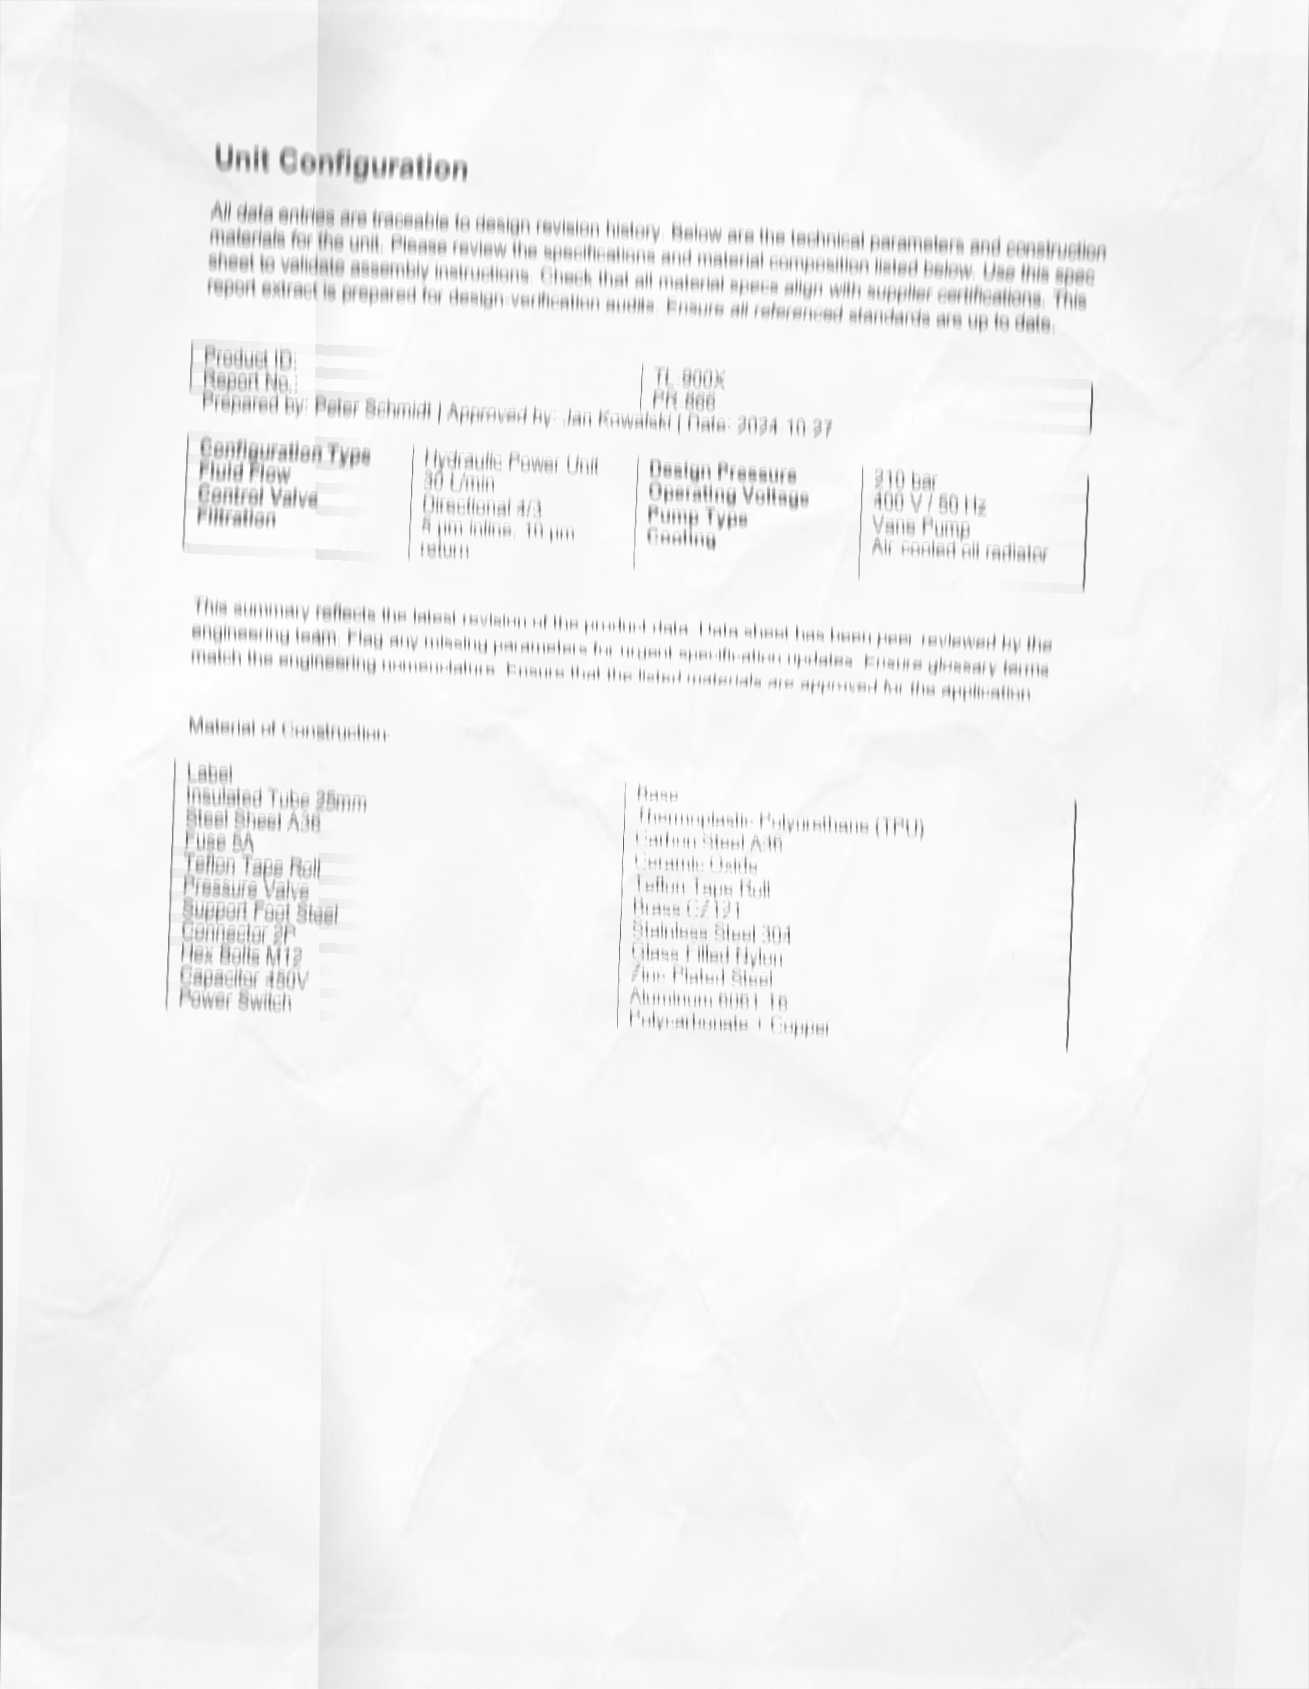 Unit Configuration
All data entries are traceable to design revision history. Below are the technical parameters and construction
materials for the unit. Please review the specifications and material composition listed below. Use this spec
sheet to validate assembly instructions. Check that all material specs align with supplier certifications. This
report extract is prepared for design verification audits. Ensure all referenced standards are up to date.
Product ID: TL
Report No.: PR
Prepared by: Peter Schmidt | Approved by: Jan Kowalski | Date: 2024-10-27
Configuration Type Hydraulic Power Unit Design Pressure 210 bar
Fluid Flow 30 L/min Operating Voltage 400 V / 50 Hz
Control Valve Directional 4/3 Pump Type Vane Pump
Filtration 5 µm inline, 10 µm return Cooling Air-cooled oil radiator
This summary reflects the latest revision of the product data. Data sheet has been peer-reviewed by the
engineering team. Flag any missing parameters for urgent specification updates. Ensure glossary terms
match the engineering nomenclature. Ensure that the listed materials are approved for the application.
Material of Construction
Label Base
Insulated Tube 25mm Thermoplastic Polyurethane (TPU)
Steel Sheet A36 Carbon Steel A36
Fuse 5A Ceramic Oxide
Teflon Tape Roll Teflon Tape Roll
Pressure Valve Brass CZ121
Support Foot Steel Stainless Steel 304
Connector 2P Glass-Filled Nylon
Hex Bolts M12 Zinc-Plated Steel
Capacitor 450V Aluminum 6061-T6
Power Switch Polycarbonate + Copper